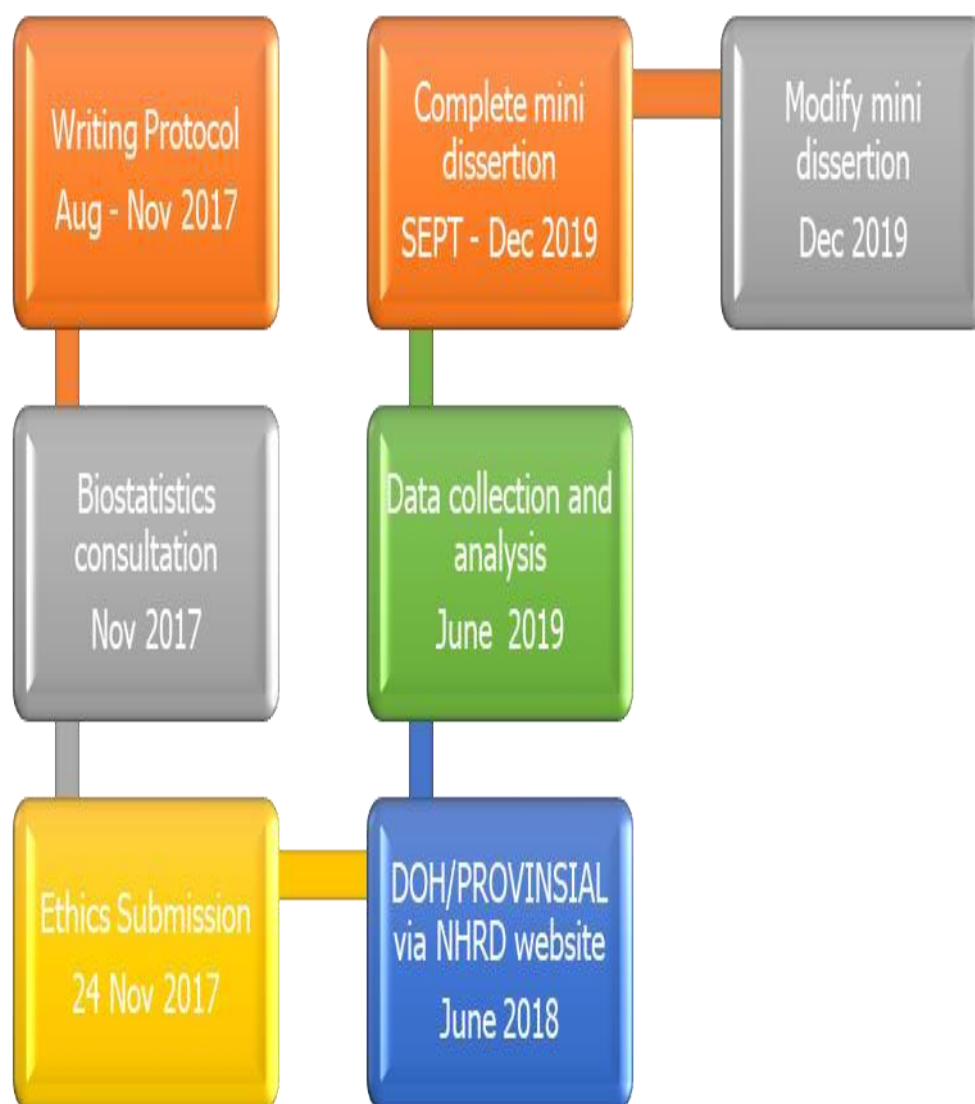 Writing Protocol
Aug - Nov 2017
Biostatistics
consultation
Nov 2017
Ethics Submission
24 Nov 2017
DOH/PROVINSIAL
via NHRD website
June 2018
Data collection and
analysis
June 2019
Complete mini
dissertion
SEPT - Dec 2019
Modify mini
dissertion
Dec 2019